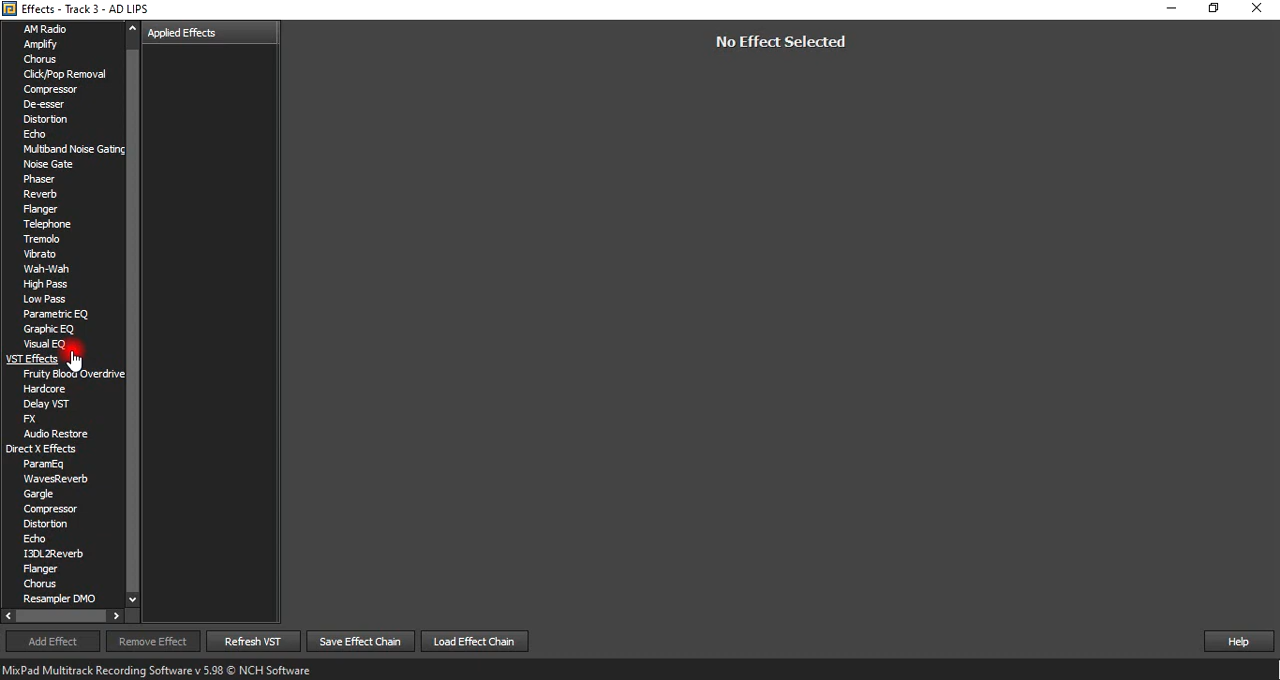 Effects - Track 3 - AD LIPS
AM Radio
Amplify
Chorus
Click/Pop Removal
Compressor
De-esser
Distortion
Echo
Multiband Noise Gating
Noise Gate
Phaser
Reverb
Flanger
Telephone
Tremolo
Vibrato
Wah-Wah
High Pass
Low Pass
Parametric EQ
Graphic EQ
Visual EQ
VST Effects
Fruity Blood Overdrive
Hardcore
Delay VST
FX
Audio Restore
Direct X Effects
ParamEq
WavesReverb
Gargle
Compressor
Distortion
Echo
I3DL2Reverb
Flanger
Chorus
Resampler DMO
Applied Effects
No Effect Selected
Add Effect
Remove Effect
Refresh VST
Save Effect Chain
Load Effect Chain
Help
MixPad Multitrack Recording Software v 5.98 © NCH Software